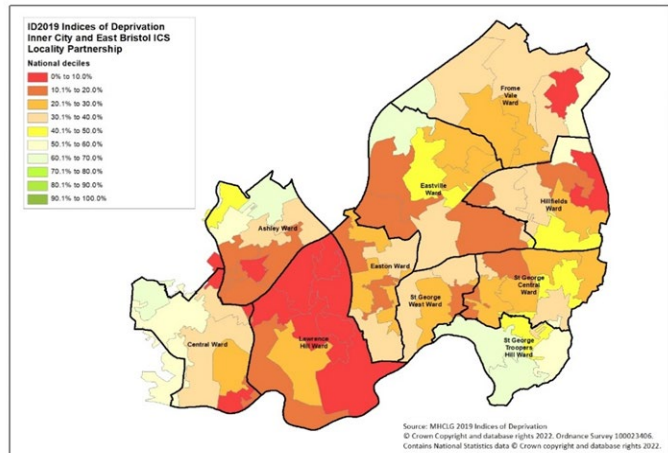 ID2019 Indices of Deprivation
Inner City and East Bristol ICS
Locality Partnership
National deciles
0% to 10.0%
10.1% to 20.0%
20.1% to 30.0%
30.1% to 40.0%
40.1% to 50.0%
50.1% to 60.0%
60.1% to 70.0%
70.1% to 80.0%
80.1% to 90.0%
90.1% to 100.0%
Frome
Vale
Ward
Eastville
Ward
Hillfields
Ward
Ashley Ward
Easton Ward
St George
Central
Ward
St George
West Ward
Central Ward
Lawrence
Hill Ward
St George
Troopers
Hill Ward
Source: MHCLG 2019 Indices of Deprivation
© Crown Copyright and database rights 2022. Ordnance Survey 100023406.
Contains National Statistics data © Crown copyright and database rights 2022.